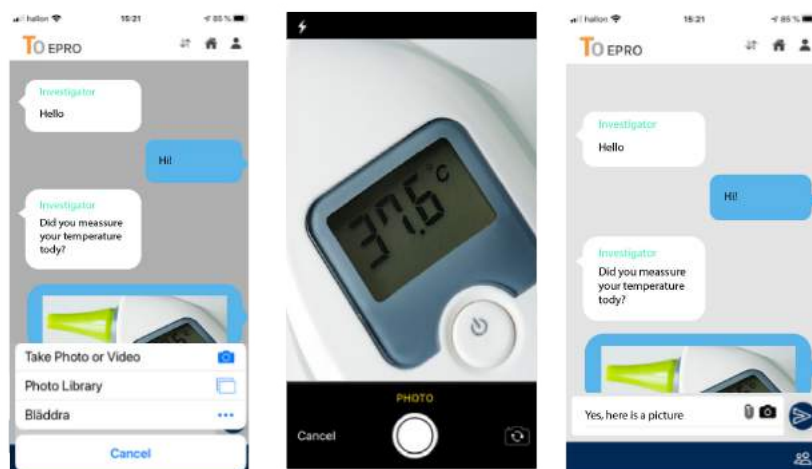 hallon 15:21 85 %
TO EPRO
Investigator
Hello
Hi!
Investigator
Did you meassure
your temperature
tody?
Take Photo or Video
Photo Library
Bläddra
Cancel
37.6 °C
PHOTO
Cancel
hallon 15:21 85 %
TO EPRO
Investigator
Hello
Hi!
Investigator
Did you meassure
your temperature
tody?
Yes, here is a picture